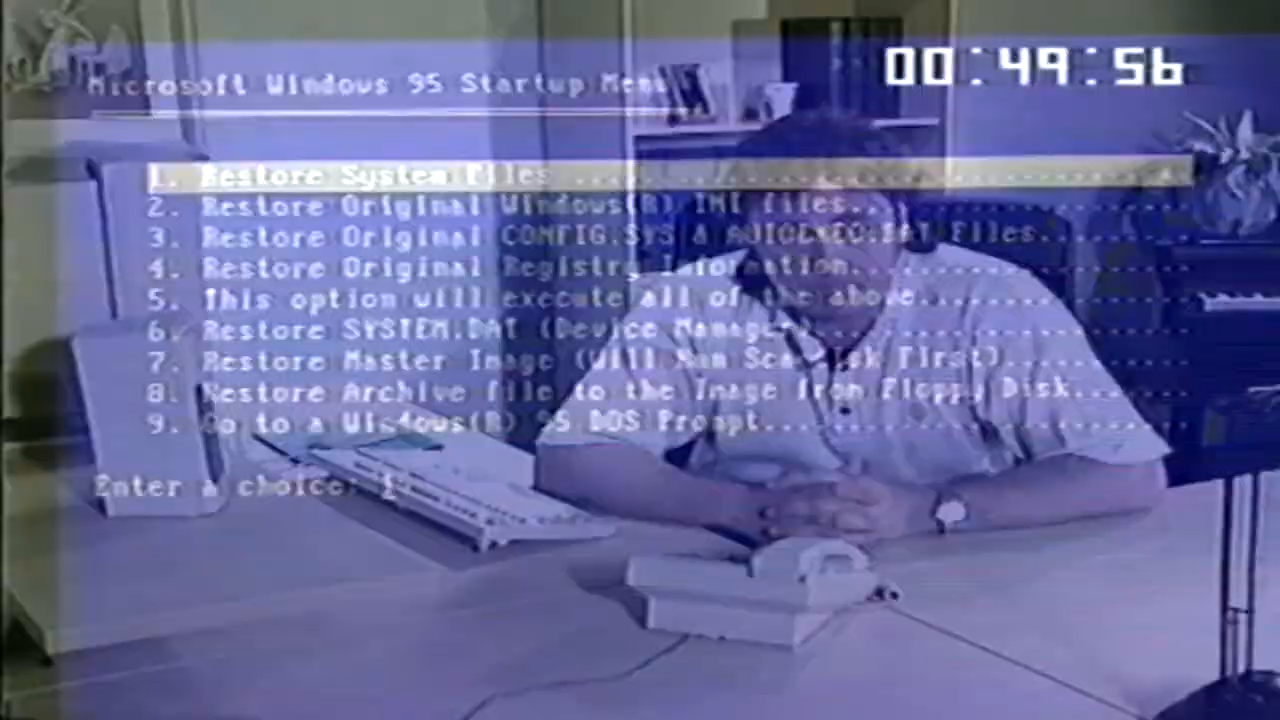 00:49:56
Microsoft Windows 95 Startup Menu
1. Restore System Files
2. Restore Original Windows(R) INI files...
3. Restore Original CONFIG.SYS & AUTOEXEC.BAT Files...
4. Restore Original Registry Information...
5. This option will execute all of the above...
6. Restore SYSTEM.DAT (Device Manager)...
7. Restore Master Image (Will Run Scandisk First)...
8. Restore Archive file to the Image from Floppy Disk...
9. Go to a Windows(R) 95 DOS Prompt...
Enter a choice: 1